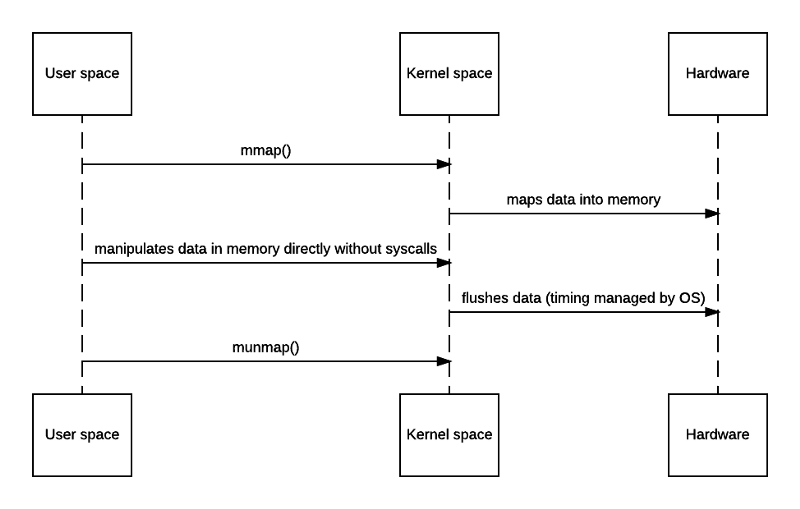 User space
Kernel space
Hardware
mmap()
maps data into memory
manipulates data in memory directly without syscalls
flushes data (timing managed by OS)
munmap()
User space
Kernel space
Hardware